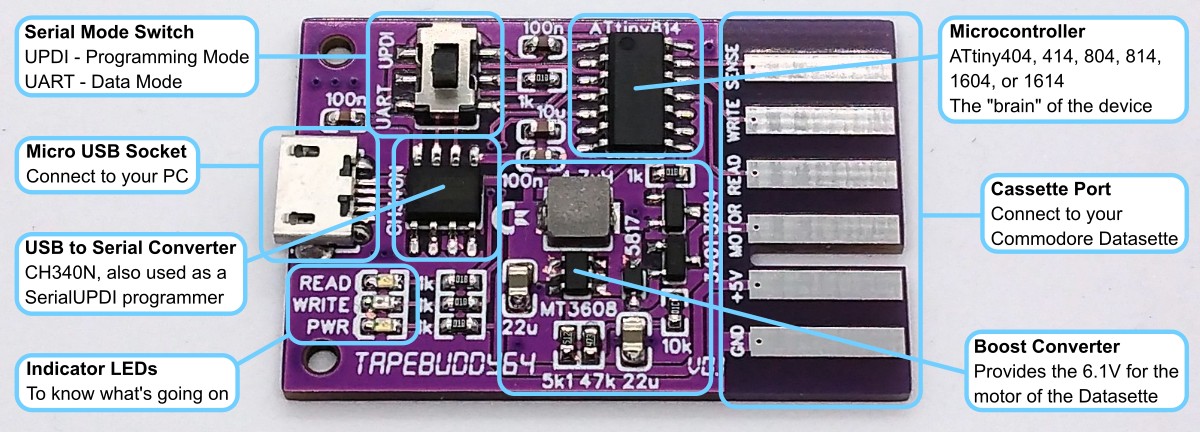 Serial Mode Switch
UPDI - Programming Mode
UART - Data Mode
Micro USB Socket
Connect to your PC
USB to Serial Converter
CH340N, also used as a
SerialUPDI programmer
Indicator LEDs
To know what's going on
Microcontroller
ATtiny404, 414, 804, 814,
1604, or 1614
The "brain" of the device
Cassette Port
Connect to your
Commodore Datasette
Boost Converter
Provides the 6.1V for the
motor of the Datasette
UPDI
UART
100n
100n
1k
10u
100n
ATtiny814
CH340N
4.7uH
1k
5817
MT3608
22u
10k
5k1 47k 22u
READ
1k
WRITE
1k
PWR
1k
TAPEBUDDY64
SENSE
WRITE
READ
MOTOR
+5V
GND